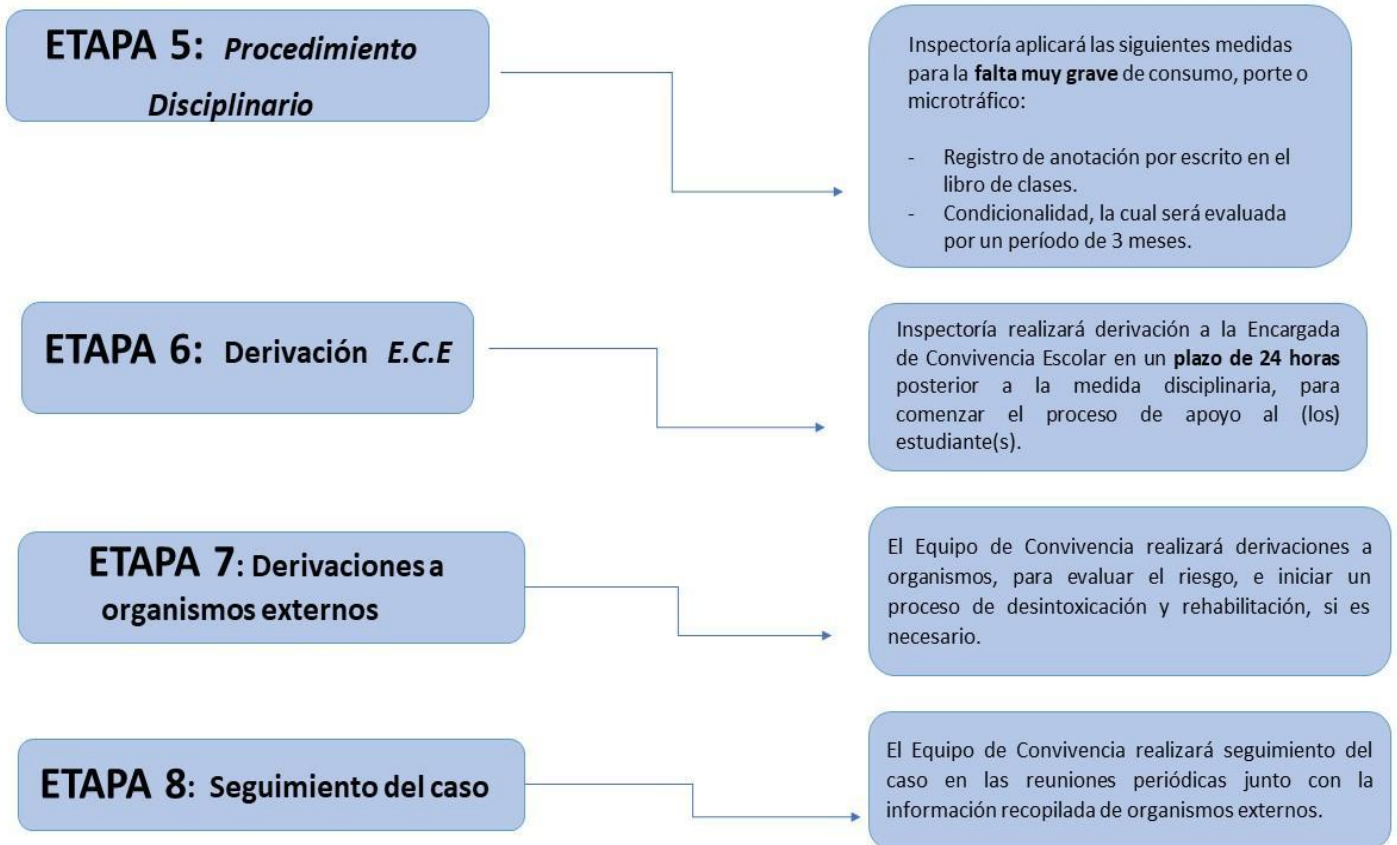 ETAPA 5: Procedimiento
Disciplinario
Inspectoría aplicará las siguientes medidas
para la falta muy grave de consumo, porte o
microtráfico:
- Registro de anotación por escrito en el
libro de clases.
- Condicionalidad, la cual será evaluada
por un período de 3 meses.
ETAPA 6: Derivación E.C.E
Inspectoría realizará derivación a la Encargada
de Convivencia Escolar en un plazo de 24 horas
posterior a la medida disciplinaria, para
comenzar el proceso de apoyo al (los)
estudiante(s).
ETAPA 7: Derivaciones a
organismos externos
El Equipo de Convivencia realizará derivaciones a
organismos, para evaluar el riesgo, e iniciar un
proceso de desintoxicación y rehabilitación, si es
necesario.
ETAPA 8: Seguimiento del caso
El Equipo de Convivencia realizará seguimiento del
caso en las reuniones periódicas junto con la
información recopilada de organismos externos.